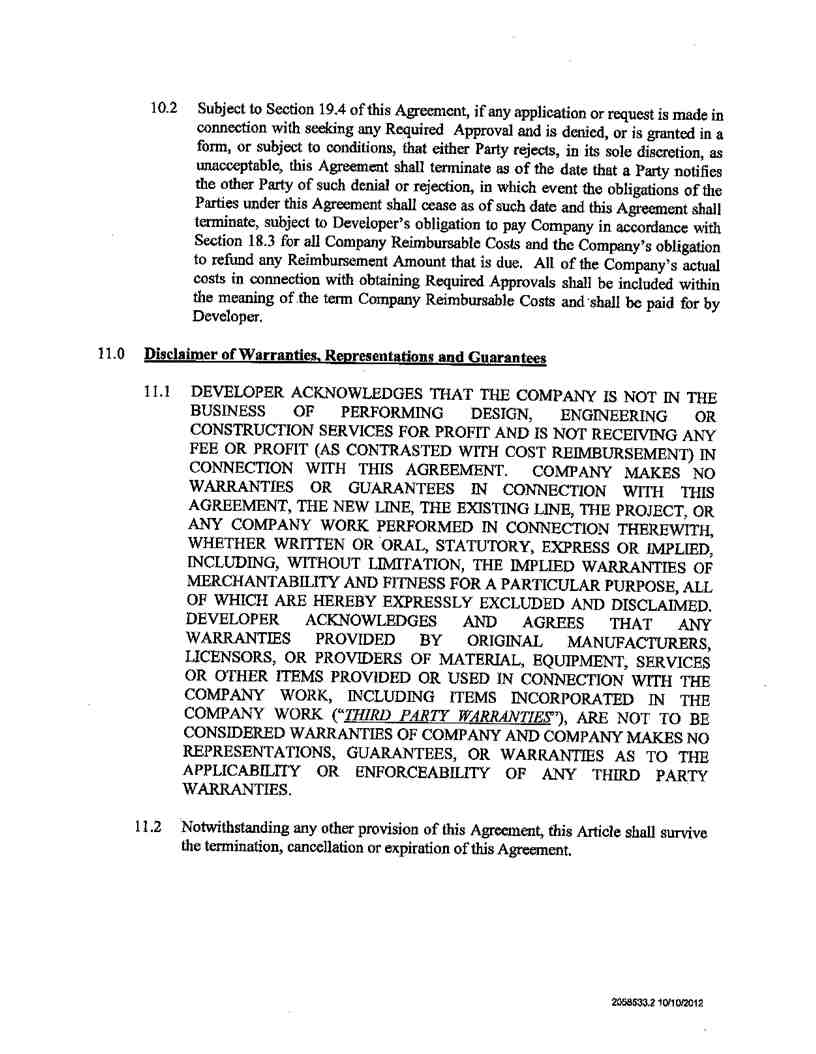 10.2 Subject to Section 19.4 of this Agreement, if any application or request is made in
connection with seeking any Required Approval and is denied, or is granted in a
form, or subject to conditions, that either Party rejects, in its sole discretion, as
unacceptable, this Agreement shall terminate as of the date that a Party notifies
the other Party of such denial or rejection, in which event the obligations of the
Parties under this Agreement shall cease as of such date and this Agreement shall
terminate, subject to Developer's obligation to pay Company in accordance with
Section 18.3 for all Company Reimbursable Costs and the Company's obligation
to refund any Reimbursement Amount that is due. All of the Company's actual
costs in connection with obtaining Required Approvals shall be included within
the meaning of the term Company Reimbursable Costs and shall be paid for by
Developer.
11.0 Disclaimer of Warranties, Representations and Guarantees
11.1 DEVELOPER ACKNOWLEDGES THAT THE COMPANY IS NOT IN THE
BUSINESS OF PERFORMING DESIGN, ENGINEERING OR
CONSTRUCTION SERVICES FOR PROFIT AND IS NOT RECEIVING ANY
FEE OR PROFIT (AS CONTRASTED WITH COST REIMBURSEMENT) IN
CONNECTION WITH THIS AGREEMENT. COMPANY MAKES NO
WARRANTIES OR GUARANTEES IN CONNECTION WITH THIS
AGREEMENT, THE NEW LINE, THE EXISTING LINE, THE PROJECT, OR
ANY COMPANY WORK PERFORMED IN CONNECTION THEREWITH,
WHETHER WRITTEN OR ORAL, STATUTORY, EXPRESS OR IMPLIED,
INCLUDING, WITHOUT LIMITATION, THE IMPLIED WARRANTIES OF
MERCHANTABILITY AND FITNESS FOR A PARTICULAR PURPOSE, ALL
OF WHICH ARE HEREBY EXPRESSLY EXCLUDED AND DISCLAIMED.
DEVELOPER ACKNOWLEDGES AND AGREES THAT ANY
WARRANTIES PROVIDED BY ORIGINAL MANUFACTURERS,
LICENSORS, OR PROVIDERS OF MATERIAL, EQUIPMENT, SERVICES
OR OTHER ITEMS PROVIDED OR USED IN CONNECTION WITH THE
COMPANY WORK, INCLUDING ITEMS INCORPORATED IN THE
COMPANY WORK ("THIRD PARTY WARRANTIES"), ARE NOT TO BE
CONSIDERED WARRANTIES OF COMPANY AND COMPANY MAKES NO
REPRESENTATIONS, GUARANTEES, OR WARRANTIES AS TO THE
APPLICABILITY OR ENFORCEABILITY OF ANY THIRD PARTY
WARRANTIES.
11.2 Notwithstanding any other provision of this Agreement, this Article shall survive
the termination, cancellation or expiration of this Agreement.
2058533.2 10/10/2012